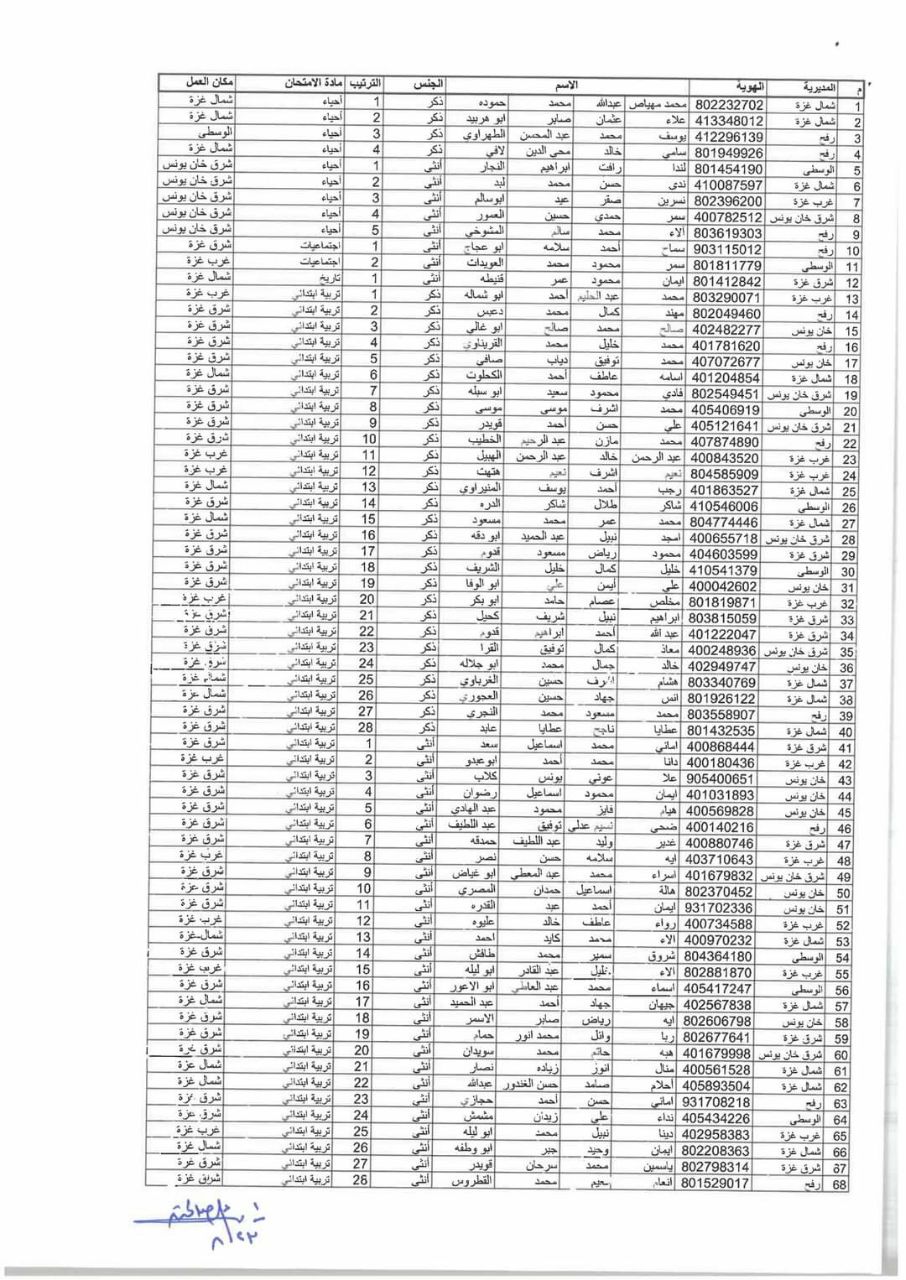 م المديرية الهوية الاسم الجنس الترتيب مادة الامتحان مكان العمل
1 شمال غزة 802232702 محمد مهياص عبدالله محمد حموده ذكر 1 أحياء شمال غزة
2 شمال غزة 413348012 علاء عثمان صابر ابو هربيد ذكر 2 أحياء شمال غزة
3 رفح 412296139 يوسف محمد عبد المحسن الطهراوي ذكر 3 أحياء الوسطى
4 رفح 801949926 سامي خالد محي الدين لافي ذكر 4 أحياء شمال غزة
5 الوسطى 801454190 لندا رافت ابراهيم النجار أنثى 1 أحياء شرق خان يونس
6 شمال غزة 410087597 ندى حسن محمد لبد أنثى 2 أحياء شرق خان يونس
7 غرب غزة 802396200 نسرين صقر عيد ابوسالم أنثى 3 أحياء شرق خان يونس
8 شرق خان يونس 400782512 سمر حمدي حسين العمور أنثى 4 أحياء شرق خان يونس
9 رفح 803619303 آلاء محمد سالم المشوخي أنثى 5 أحياء شرق خان يونس
10 رفح 903115012 سماح أحمد سلامه ابو عجاج أنثى 1 اجتماعيات شرق غزة
11 الوسطى 801811779 سمر محمود محمد العويدات أنثى 2 اجتماعيات غرب غزة
12 شرق غزة 801412842 ايمان محمود عمر قنيطه أنثى 1 تاريخ شمال غزة
13 غرب غزة 803290071 محمد عبد الحليم أحمد ابو شماله ذكر 1 تربية ابتدائي غرب غزة
14 رفح 802049460 مهند كمال محمد دعبس ذكر 2 تربية ابتدائي شرق غزة
15 خان يونس 402482277 صالح محمد صالح ابو غالي ذكر 3 تربية ابتدائي شرق غزة
16 رفح 401781620 محمد خليل محمد القريناوي ذكر 4 تربية ابتدائي شرق غزة
17 خان يونس 407072677 محمد توفيق دياب صافي ذكر 5 تربية ابتدائي شرق غزة
18 شمال غزة 401204854 اسامه عاطف أحمد الكحلوت ذكر 6 تربية ابتدائي شمال غزة
19 شرق خان يونس 802549451 فادي محمود سعيد ابو سبله ذكر 7 تربية ابتدائي شرق غزة
20 الوسطى 405406919 محمد اشرف موسى موسى ذكر 8 تربية ابتدائي شرق غزة
21 شرق خان يونس 405121641 علي حسن أحمد قويدر ذكر 9 تربية ابتدائي شرق غزة
22 رفح 407874890 محمد مازن عبد الرحيم الخطيب ذكر 10 تربية ابتدائي شرق غزة
23 غرب غزة 400843520 عبد الرحمن خالد عبد الرحمن الهبيل ذكر 11 تربية ابتدائي غرب غزة
24 غرب غزة 804585909 نعيم اشرف نعيم هتهت ذكر 12 تربية ابتدائي غرب غزة
25 شمال غزة 401863527 رجب أحمد يوسف المنيراوي ذكر 13 تربية ابتدائي شمال غزة
26 الوسطى 410546006 شاكر طلال شاكر الدره ذكر 14 تربية ابتدائي شرق غزة
27 شمال غزة 804774446 محمد عمر محمد مسعود ذكر 15 تربية ابتدائي شمال غزة
28 شرق خان يونس 400655718 امجد نبيل عبد الحميد ابو دقه ذكر 16 تربية ابتدائي شرق غزة
29 شرق غزة 404603599 محمود رياض مسعود قدوم ذكر 17 تربية ابتدائي شرق غزة
30 الوسطى 410541379 خليل كمال خليل الشريف ذكر 18 تربية ابتدائي شرق غزة
31 خان يونس 400042602 علي أيمن علي ابو الوفا ذكر 19 تربية ابتدائي شرق غزة
32 غرب غزة 801819871 مخلص عصام حامد ابو بكر ذكر 20 تربية ابتدائي غرب غزة
33 شرق غزة 803815059 ابراهيم نبيل شريف كحيل ذكر 21 تربية ابتدائي شرق غزة
34 شرق غزة 401222047 عبد الله أحمد ابراهيم قدوم ذكر 22 تربية ابتدائي شرق غزة
35 شرق خان يونس 400248936 معاذ كمال توفيق القرا ذكر 23 تربية ابتدائي شرق غزة
36 خان يونس 402949747 خالد جمال محمد ابو جلاله ذكر 24 تربية ابتدائي شرق غزة
37 شمال غزة 803340769 هشام اشرف حسين الغرباوي ذكر 25 تربية ابتدائي شمال غزة
38 شمال غزة 801926122 انس جهاد حسين العجوري ذكر 26 تربية ابتدائي شمال غزة
39 رفح 803558907 محمد مسعود محمد النجري ذكر 27 تربية ابتدائي شرق غزة
40 شمال غزة 801432535 عطايا ناجح عطايا عابد ذكر 28 تربية ابتدائي شرق غزة
41 شرق غزة 400868444 اماني محمد اسماعيل سعد أنثى 1 تربية ابتدائي شرق غزة
42 غرب غزة 400180436 دانا محمد أحمد ابوعبدو أنثى 2 تربية ابتدائي غرب غزة
43 خان يونس 905400651 علا عوني يونس كلاب أنثى 3 تربية ابتدائي شرق غزة
44 خان يونس 401031893 ايمان محمود اسماعيل رضوان أنثى 4 تربية ابتدائي شرق غزة
45 خان يونس 400569828 هيام فايز محمود عبد الهادي أنثى 5 تربية ابتدائي شرق غزة
46 رفح 400140216 ضحى نسيم عدلي توفيق عبد اللطيف أنثى 6 تربية ابتدائي شرق غزة
47 شرق غزة 400880746 غدير وليد عبد اللطيف حمدقه أنثى 7 تربية ابتدائي شرق غزة
48 غرب غزة 403710643 ايه سلامه حسن نصر أنثى 8 تربية ابتدائي غرب غزة
49 شرق خان يونس 401679832 اسراء محمد عبد المعطي ابو عياض أنثى 9 تربية ابتدائي شرق غزة
50 خان يونس 802370452 هالة اسماعيل حمدان المصري أنثى 10 تربية ابتدائي شرق غزة
51 خان يونس 931702336 ايمان أحمد عبد القدره أنثى 11 تربية ابتدائي شرق غزة
52 غرب غزة 400734588 رواء عاطف خالد عليوه أنثى 12 تربية ابتدائي غرب غزة
53 شمال غزة 400970232 الاء محمد كايد احمد أنثى 13 تربية ابتدائي شمال غزة
54 الوسطى 804364180 شروق سمير محمد طافش أنثى 14 تربية ابتدائي شرق غزة
55 غرب غزة 802881870 الاء خليل عبد القادر ابو ليله أنثى 15 تربية ابتدائي غرب غزة
56 الوسطى 405417247 اسماء محمد عبد العاطي ابو الاعور أنثى 16 تربية ابتدائي شرق غزة
57 شمال غزة 402567838 جيهان جهاد أحمد عبد الحميد أنثى 17 تربية ابتدائي شمال غزة
58 خان يونس 802606798 ايه رياض صابر الاسمر أنثى 18 تربية ابتدائي شرق غزة
59 شرق غزة 802677641 ربا وائل محمد انور حمام أنثى 19 تربية ابتدائي شرق غزة
60 شرق خان يونس 401679998 هبه حاتم محمد سويدان أنثى 20 تربية ابتدائي شرق غزة
61 شمال غزة 400561528 منال انور زياده نصار أنثى 21 تربية ابتدائي شمال غزة
62 شمال غزة 405893504 أحلام صامد حسن الغندور عبدالله أنثى 22 تربية ابتدائي شمال غزة
63 رفح 931708218 اماني حسن أحمد حجازي أنثى 23 تربية ابتدائي شرق غزة
64 الوسطى 405434226 نداء علي زيدان مشمش أنثى 24 تربية ابتدائي شرق غزة
65 غرب غزة 402958383 دينا نبيل محمد ابو ليله أنثى 25 تربية ابتدائي غرب غزة
66 شمال غزة 802208363 ايمان وحيد جبر أبو وطفه أنثى 26 تربية ابتدائي شمال غزة
67 شرق غزة 802798314 ياسمين محمد سرحان قويدر أنثى 27 تربية ابتدائي شرق غزة
68 رفح 801529017 انعام محمد القطروس أنثى 28 تربية ابتدائي شرق غزة
٨/٢٣